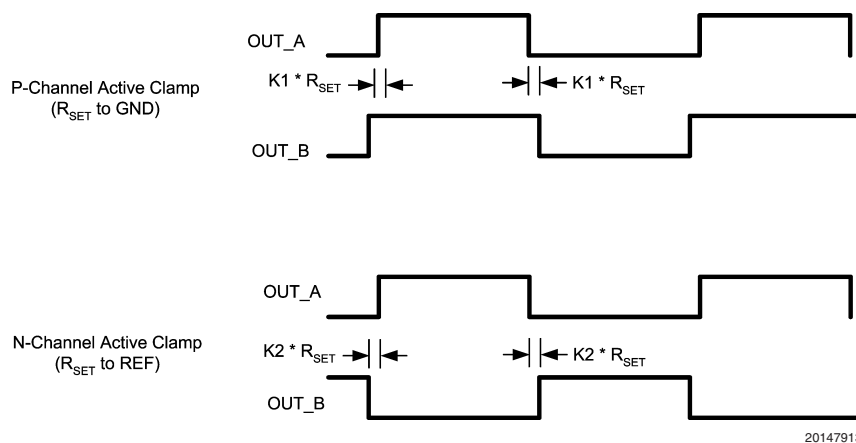 OUT_A
P-Channel Active Clamp
(RSET to GND)
K1 * RSET
K1 * RSET
OUT_B
OUT_A
N-Channel Active Clamp
(RSET to REF)
K2 * RSET
K2 * RSET
OUT_B